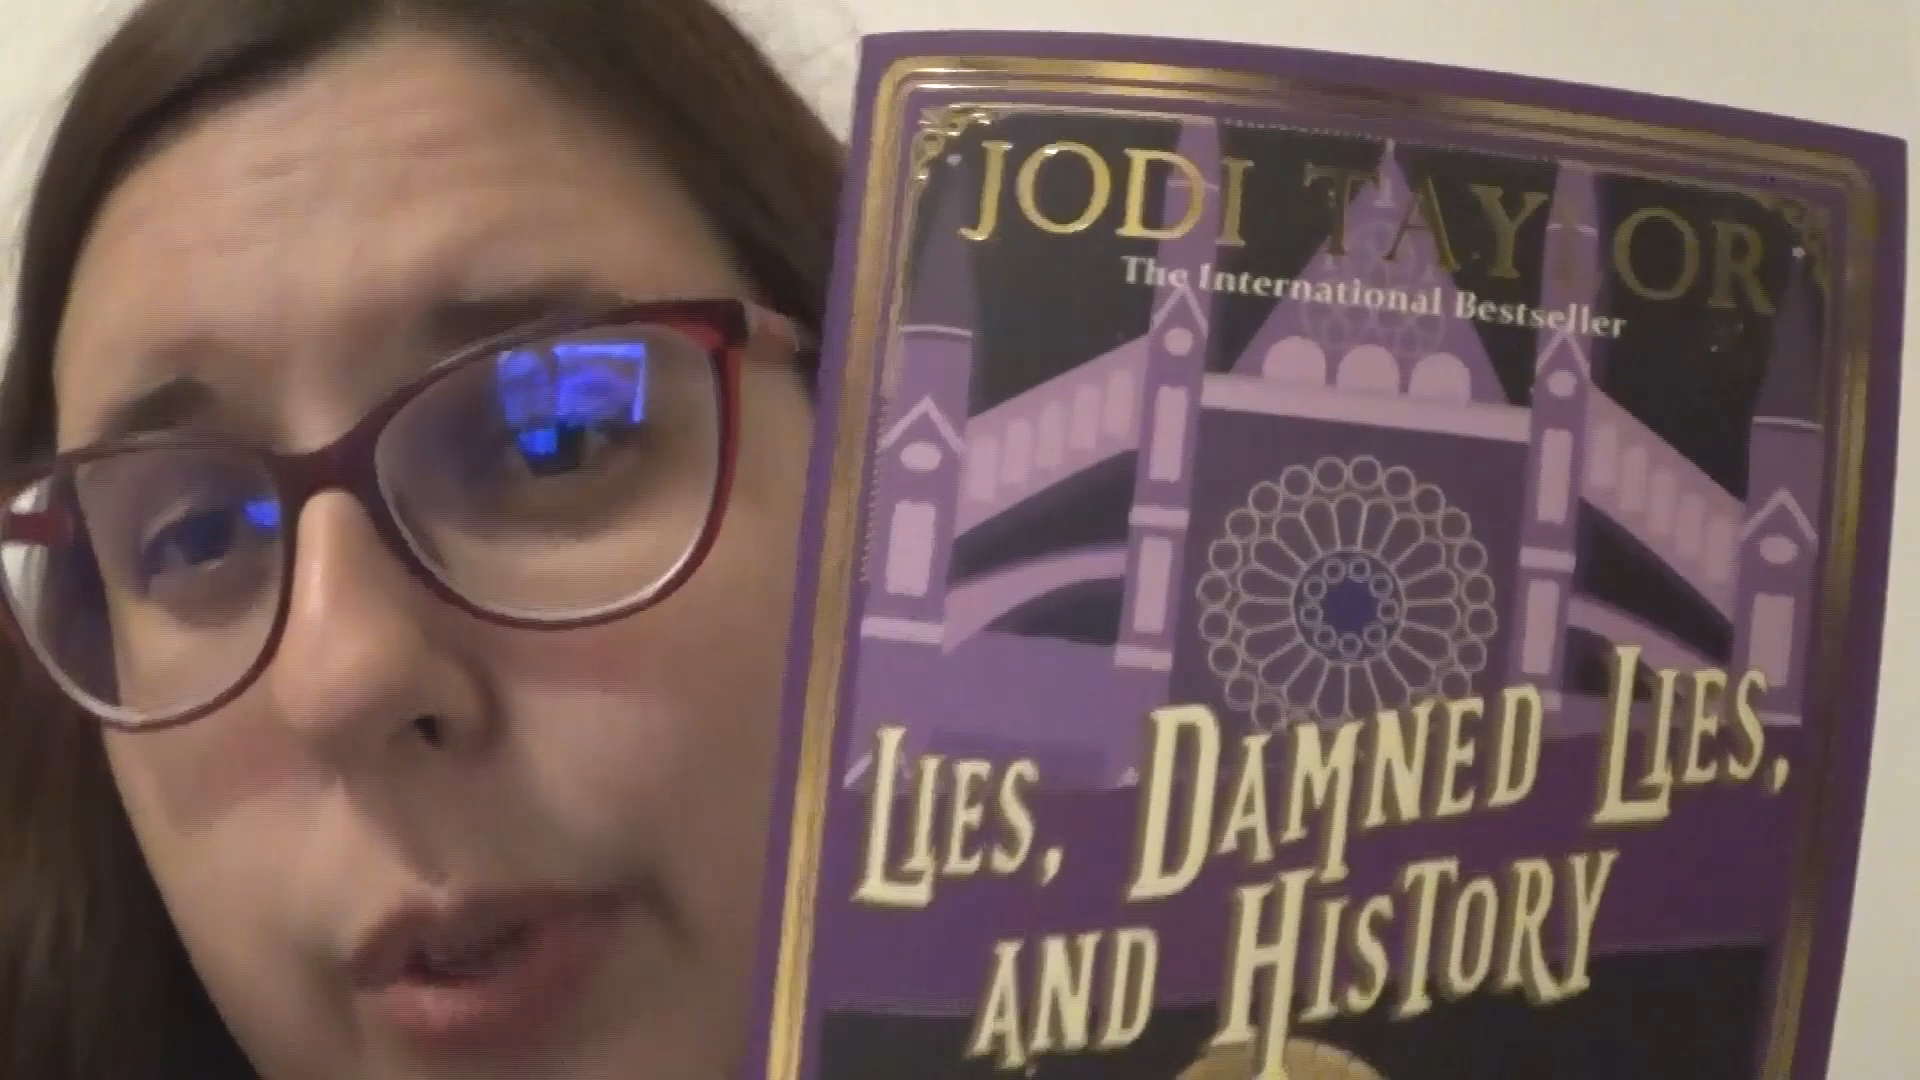 JODI TAYLOR
The International Bestseller
LIES, DAMNED LIES,
AND HISTORY